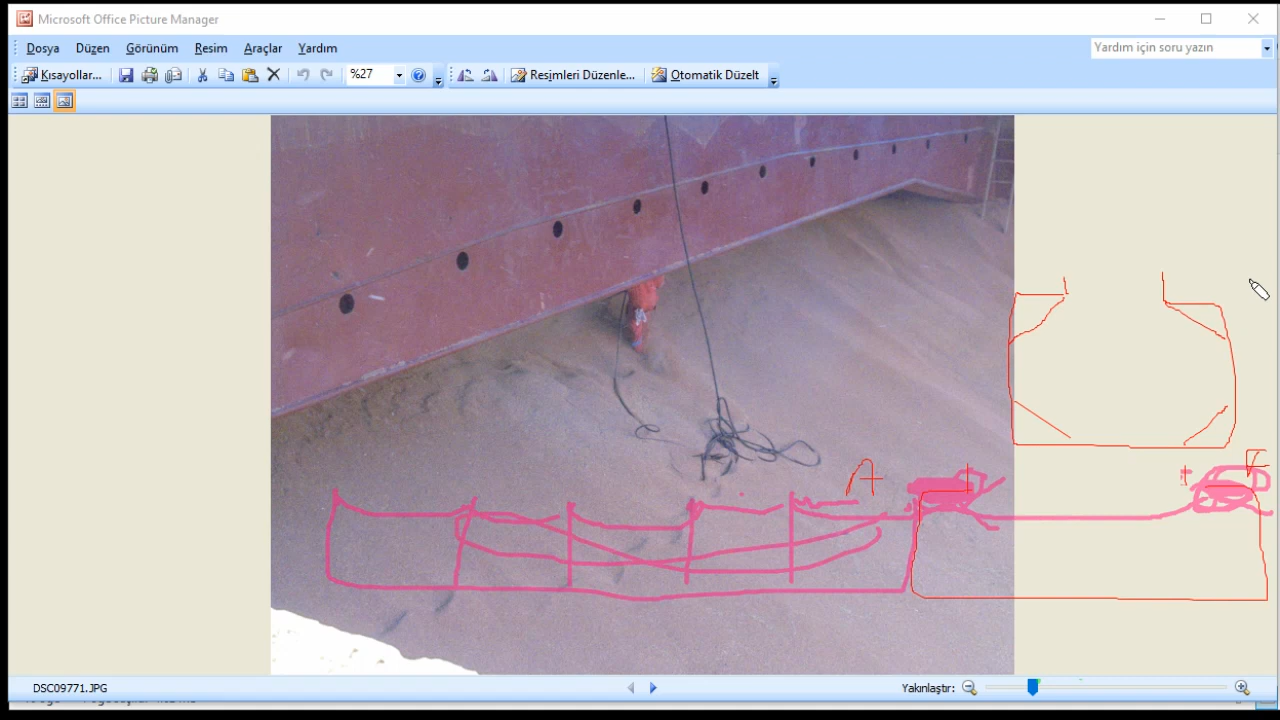 Microsoft Office Picture Manager
Dosya Düzen Görünüm Resim Araçlar Yardım
Yardım için soru yazın
Kısayollar... %27 Resimleri Düzenle... Otomatik Düzelt
A
F
DSC09771.JPG
Yakınlaştır: